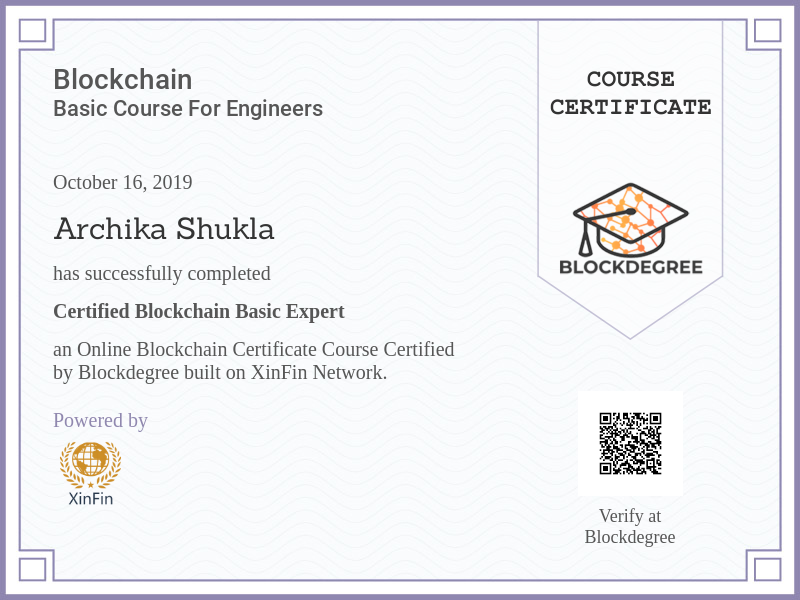 Blockchain
Basic Course For Engineers
October 16, 2019
Archika Shukla
has successfully completed
Certified Blockchain Basic Expert
an Online Blockchain Certificate Course Certified
by Blockdegree built on XinFin Network.
Powered by
XinFin
COURSE
CERTIFICATE
BLOCKDEGREE
Verify at
Blockdegree